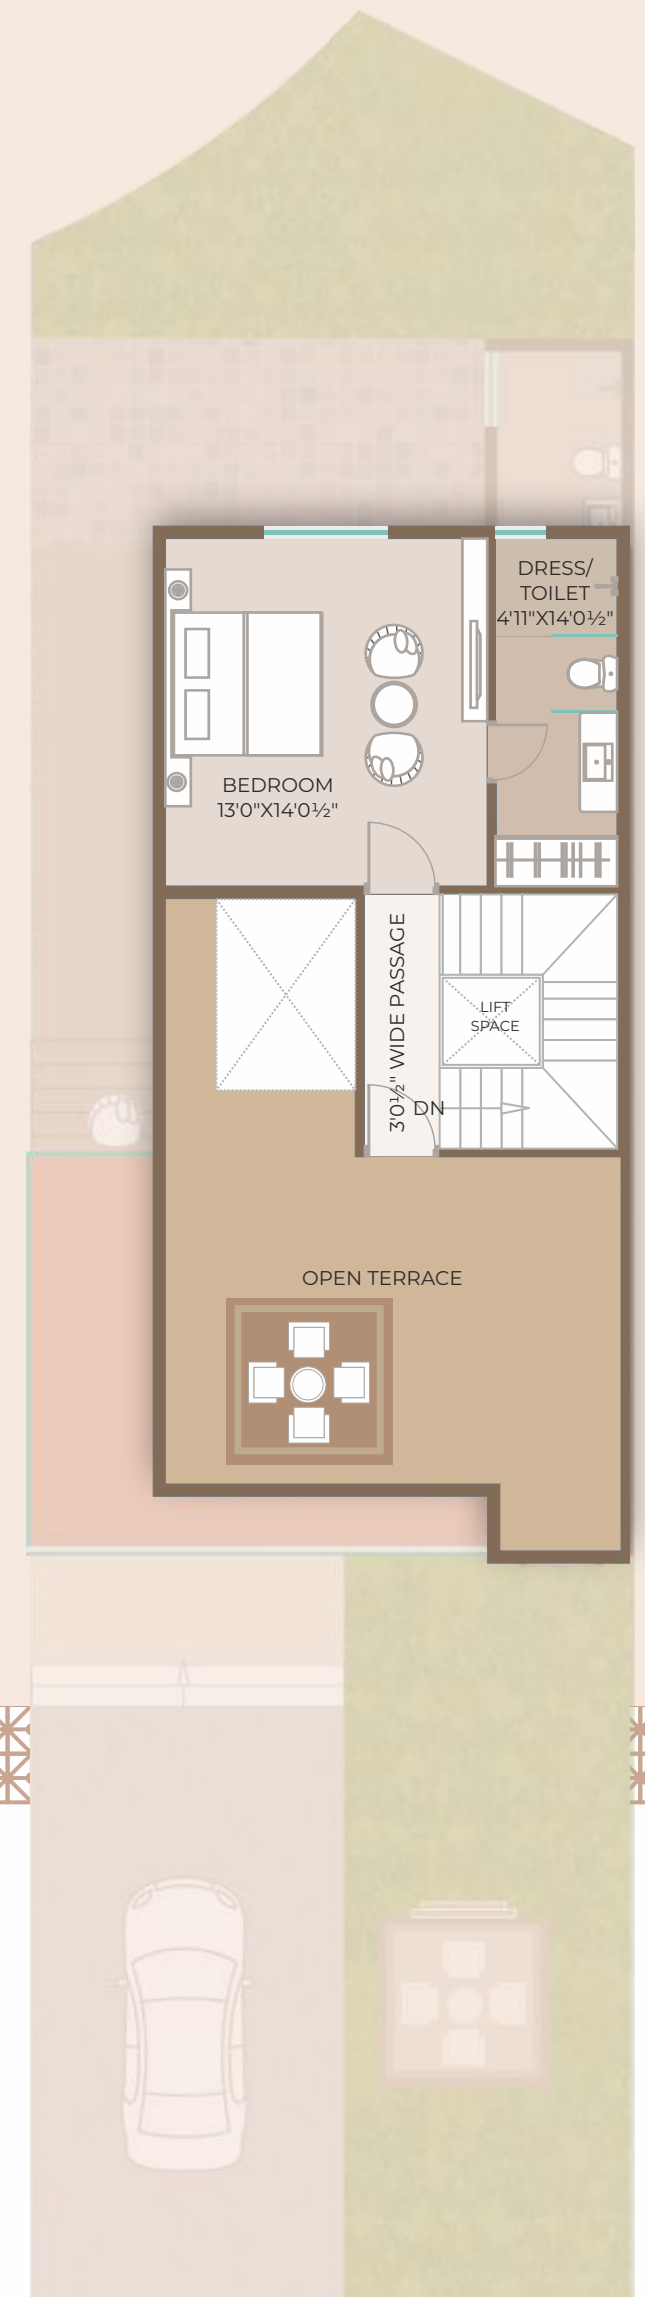 DRESS/
TOILET
4'11"X14'0½"
BEDROOM
13'0"X14'0½"
3'0½" WIDE PASSAGE
LIFT
SPACE
DN
OPEN TERRACE